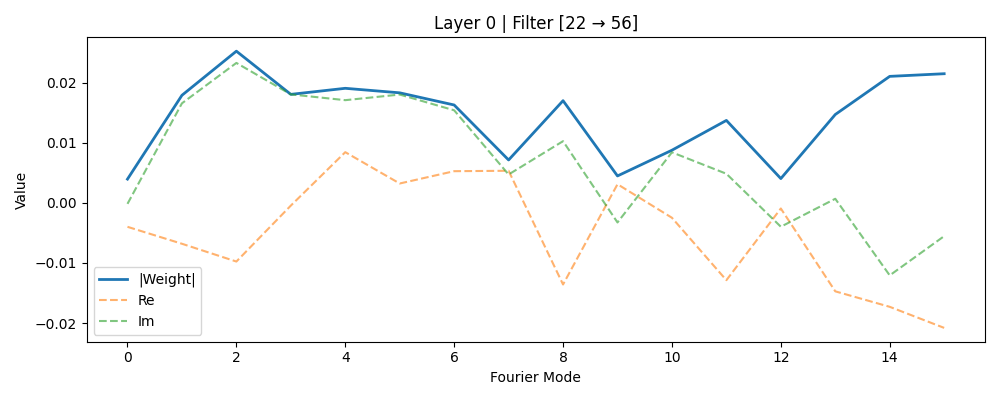 Layer 0 | Filter [22 → 56]
Value
0.02
0.01
0.00
−0.01
−0.02
|Weight|
Re
Im
0 2 4 6 8 10 12 14
Fourier Mode